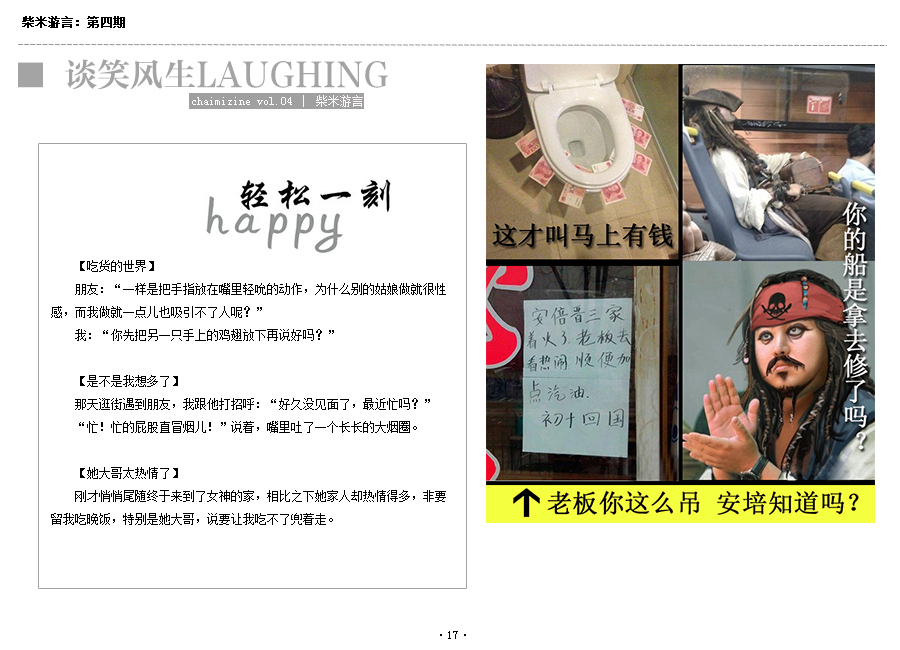 柴米游言：第四期
谈笑风生LAUGHING
chaimizine vol.04 | 柴米游言
轻松一刻
happy
【吃货的世界】
朋友：“一样是把手指放在嘴里轻吮的动作，为什么别的姑娘做就很性
感，而我做就一点儿也吸引不了人呢？”
我：“你先把另一只手上的鸡翅放下再说好吗？”
【是不是我想多了】
那天逛街遇到朋友，我跟他打招呼：“好久没见面了，最近忙吗？”
“忙！忙的屁股直冒烟儿！”说着，嘴里吐了一个长长的大烟圈。
【她大哥太热情了】
刚才悄悄尾随终于来到了女神的家，相比之下她家人却热情得多，非要
留我吃晚饭，特别是她大哥，说要让我吃不了兜着走。
这才叫马上有钱
你的船是拿去修了吗？
安倍晋三家
着火了.老板去
看热闹 顺便加
点汽油.
初十回国
↑老板你这么吊 安培知道吗？
·17·